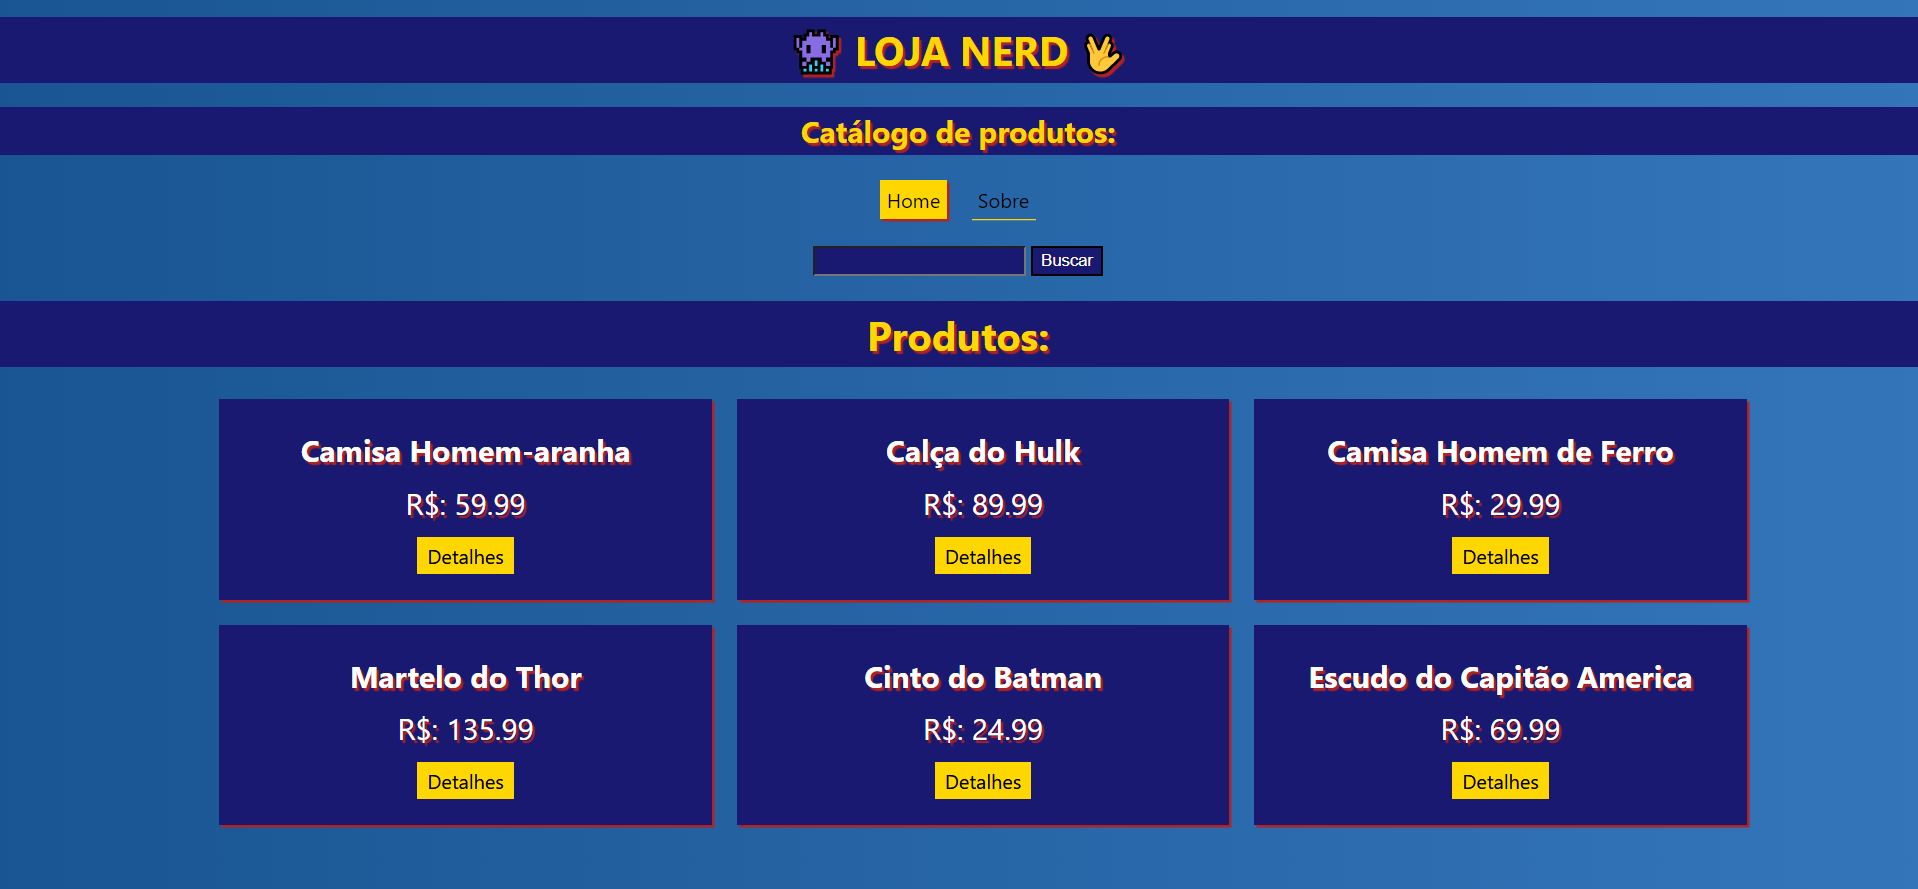 👾 LOJA NERD 🖖
Catálogo de produtos:
Home Sobre
Buscar
Produtos:
Camisa Homem-aranha
R$: 59.99
Detalhes
Calça do Hulk
R$: 89.99
Detalhes
Camisa Homem de Ferro
R$: 29.99
Detalhes
Martelo do Thor
R$: 135.99
Detalhes
Cinto do Batman
R$: 24.99
Detalhes
Escudo do Capitão America
R$: 69.99
Detalhes